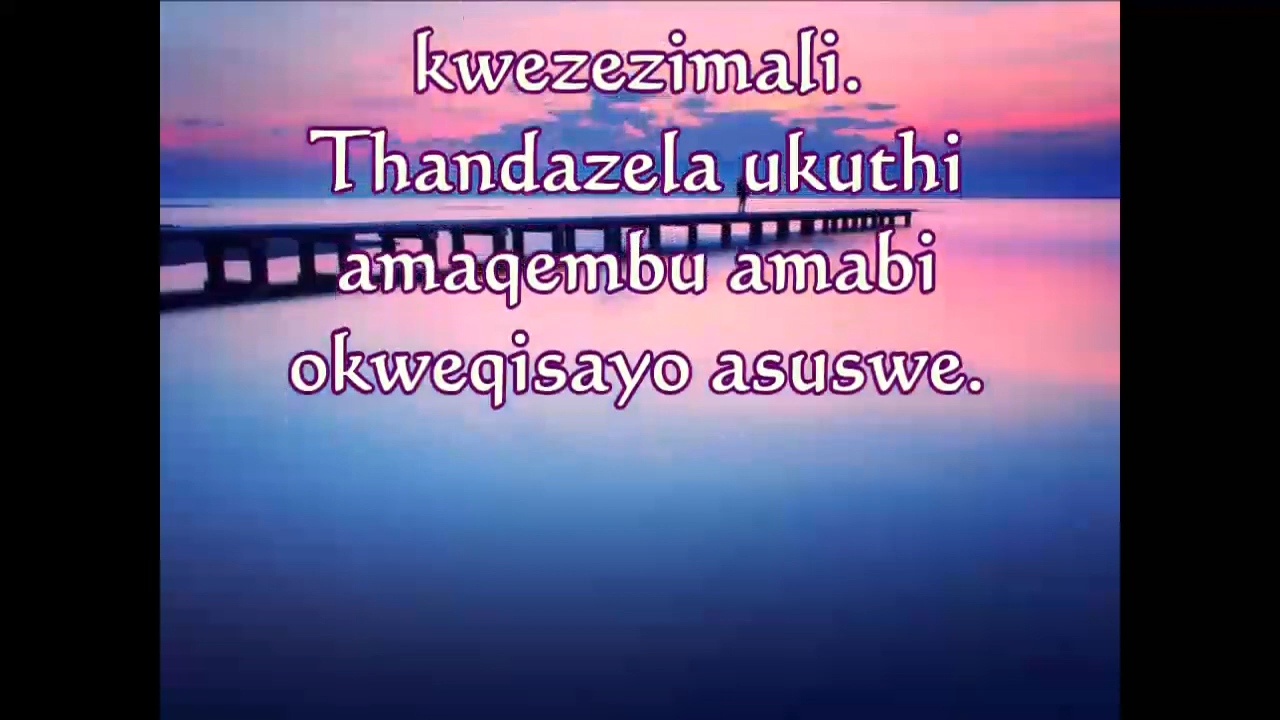 kwezezimali.
Thandazela ukuthi
amaqembu amabi
okweqisayo asuswe.